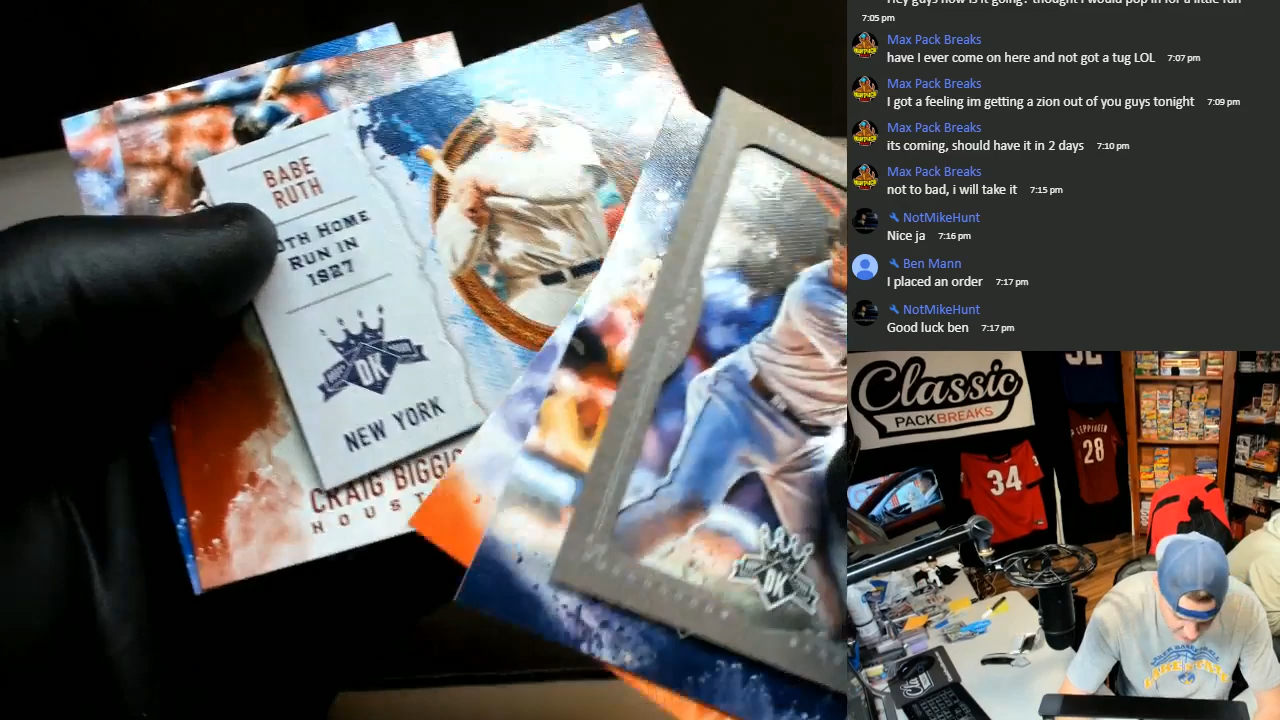 BABE
RUTH
60TH HOME
RUN IN
1927
DK
NEW YORK
CRAIG BIGGIO
HOUST
DK
7:05 pm
Max Pack Breaks
have I ever come on here and not got a tug LOL 7:07 pm
Max Pack Breaks
I got a feeling im getting a zion out of you guys tonight 7:09 pm
Max Pack Breaks
its coming, should have it in 2 days 7:10 pm
Max Pack Breaks
not to bad, i will take it 7:15 pm
NotMikeHunt
Nice ja 7:16 pm
Ben Mann
I placed an order 7:17 pm
NotMikeHunt
Good luck ben 7:17 pm
Classic
PACKBREAKS
34
LEPPINGER
28